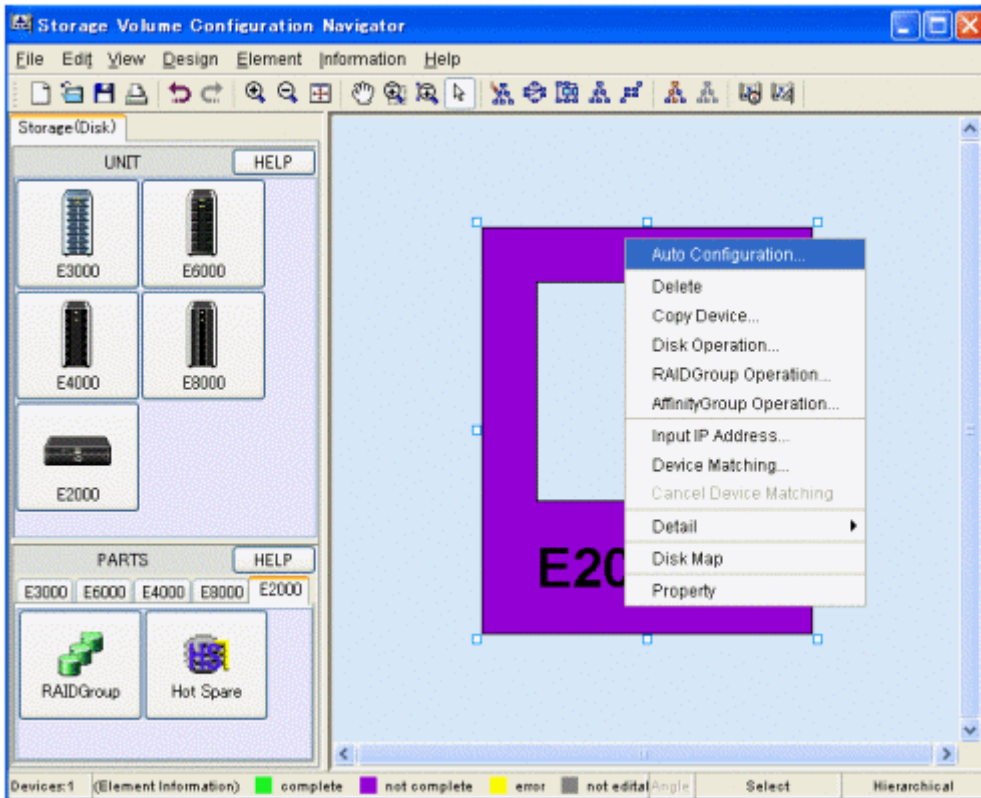 Storage Volume Configuration Navigator
File Edit View Design Element Information Help
Storage(Disk)
UNIT HELP
E3000 E6000
E4000 E8000
E2000
PARTS HELP
E3000 E6000 E4000 E8000 E2000
RAIDGroup Hot Spare
HS
E20
Auto Configuration...
Delete
Copy Device...
Disk Operation...
RAIDGroup Operation...
AffinityGroup Operation...
Input IP Address...
Device Matching...
Cancel Device Matching
Detail
Disk Map
Property
Devices:1 (Element Information) complete not complete error not edital Angle Select Hierarchical